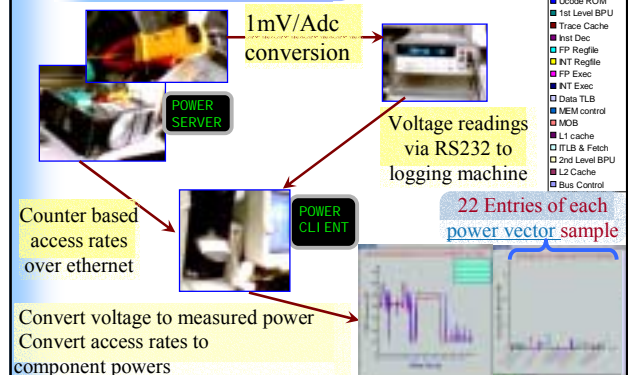 1mV/Adc
conversion
POWER
SERVER
Voltage readings
via RS232 to
logging machine
Counter based
access rates
over ethernet
POWER
CLIENT
Convert voltage to measured power
Convert access rates to
component powers
22 Entries of each
power vector sample
Ucode ROM
1st Level BPU
Trace Cache
Inst Dec
FP Regfile
INT Regfile
FP Exec
INT Exec
Data TLB
MEM control
MOB
L1 cache
ITLB & Fetch
2nd Level BPU
L2 Cache
Bus Control